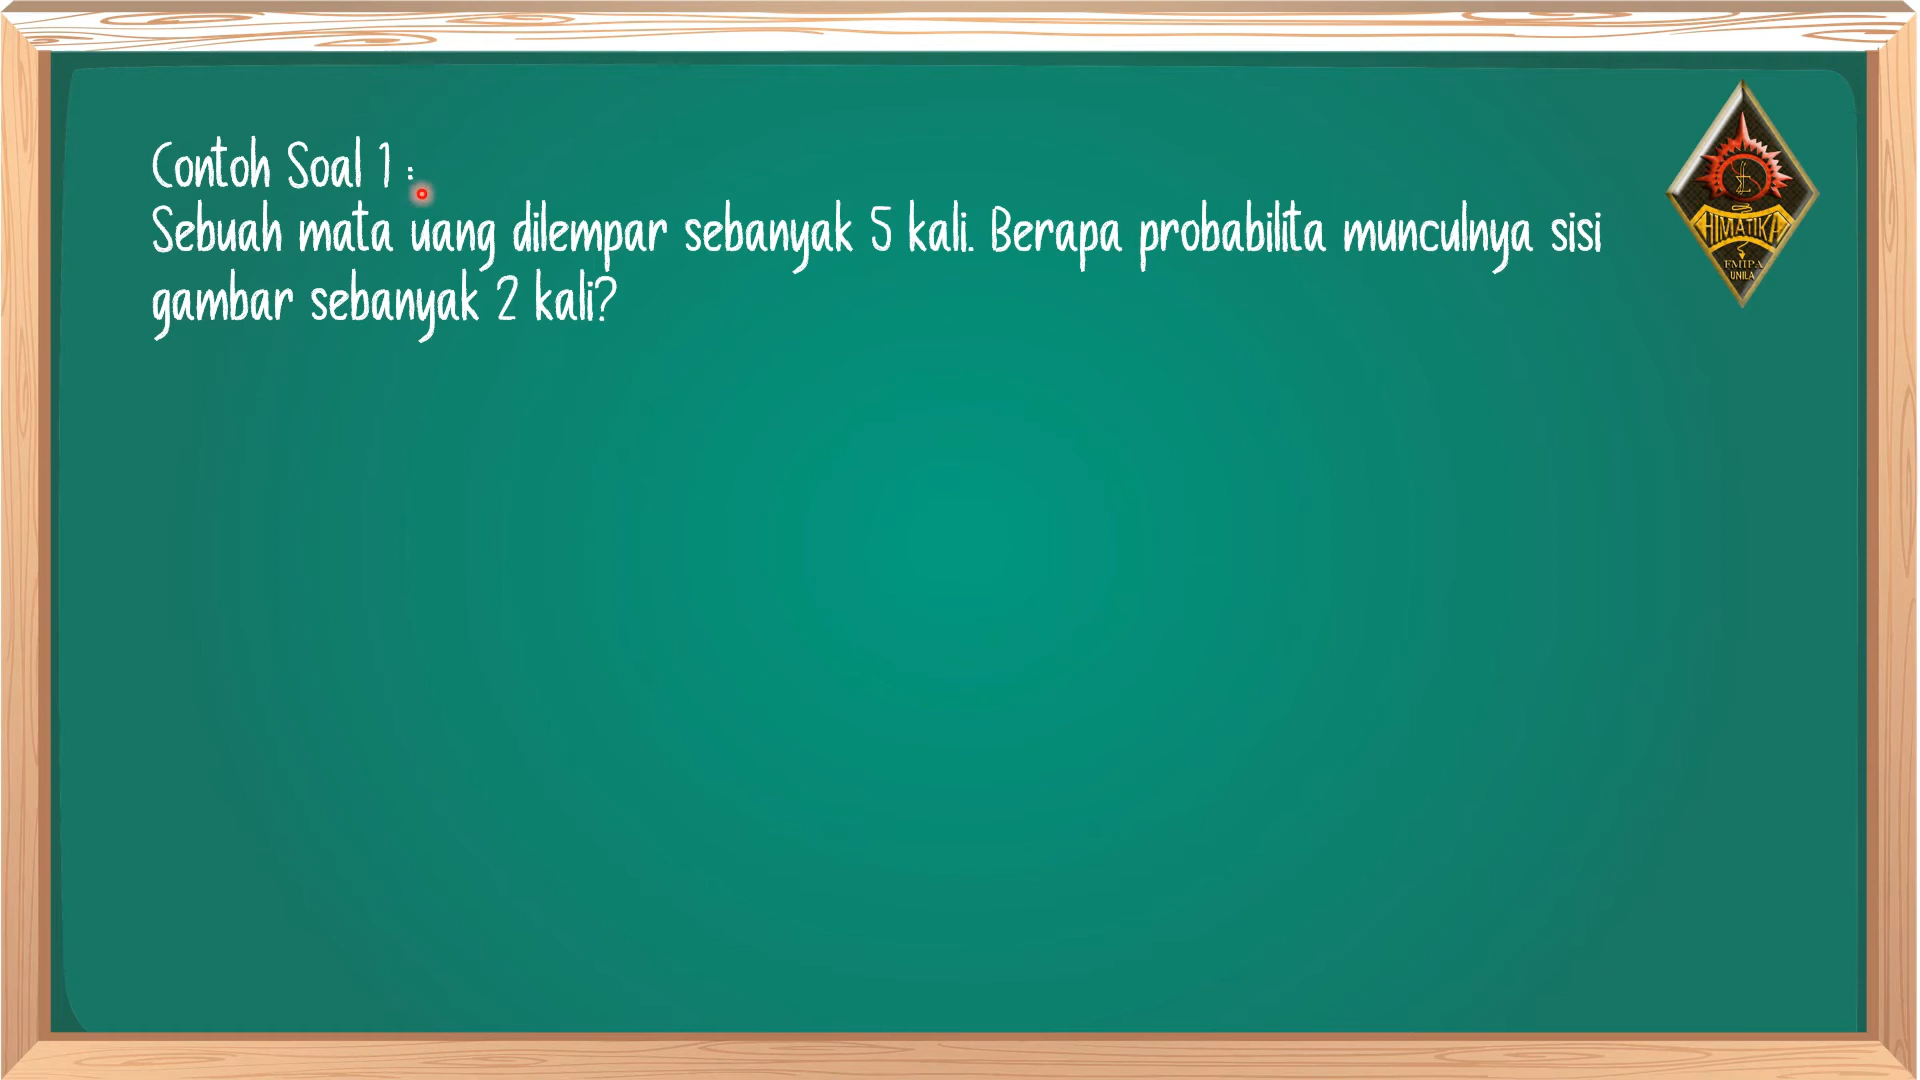 Contoh Soal 1 :
Sebuah mata uang dilempar sebanyak 5 kali. Berapa probabilita munculnya sisi
gambar sebanyak 2 kali?
HIMATIKA
FMIPA
UNILA